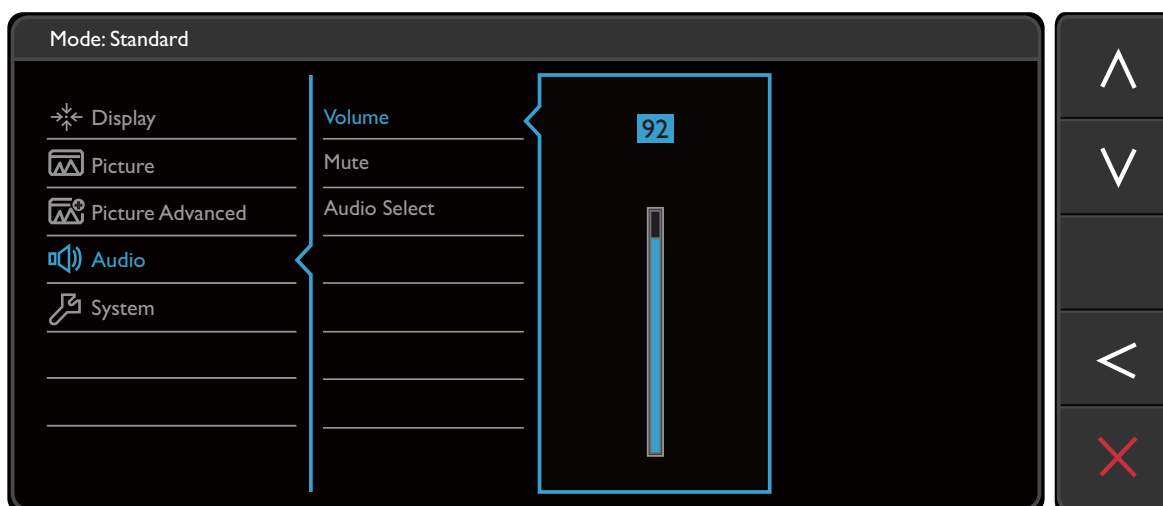 Mode: Standard
Display
Picture
Picture Advanced
Audio
System
Volume
Mute
Audio Select
92